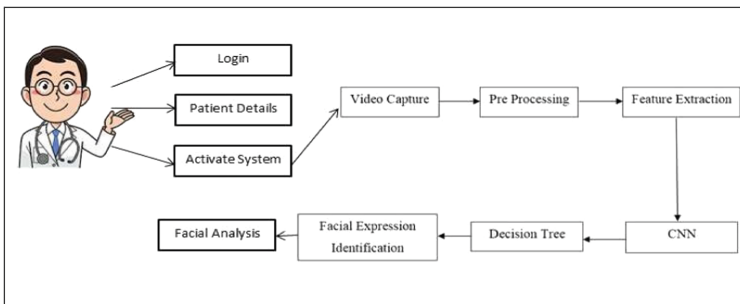 Login
Patient Details
Activate System
Video Capture
Pre Processing
Feature Extraction
CNN
Decision Tree
Facial Expression
Identification
Facial Analysis